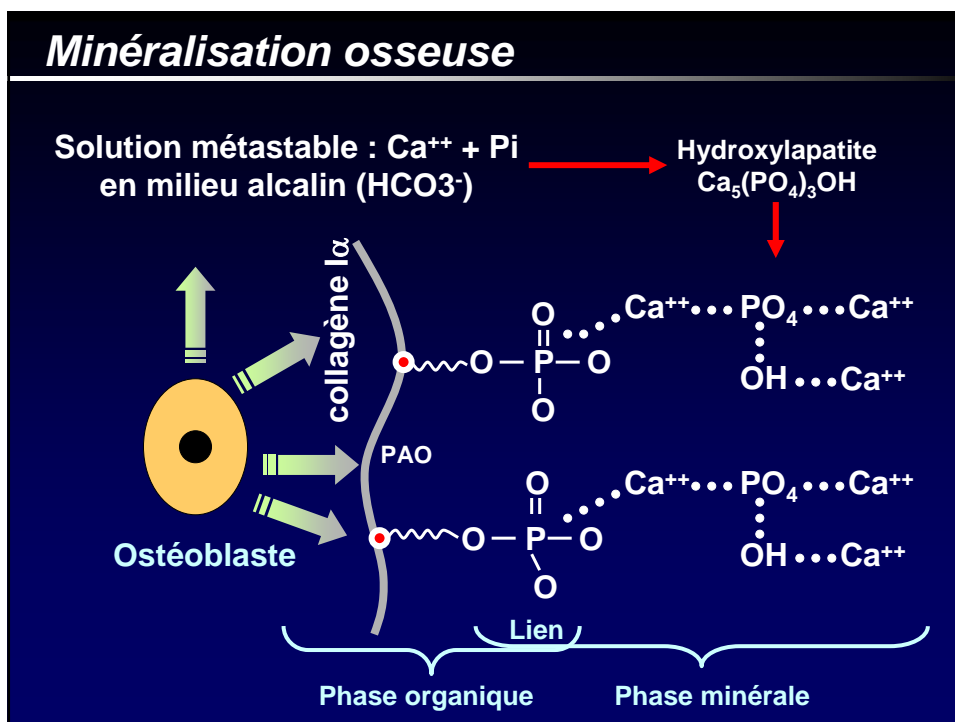 Minéralisation osseuse
Solution métastable : Ca⁺⁺ + Pi
en milieu alcalin (HCO3⁻)
Hydroxylapatite
Ca₅(PO₄)₃OH
collagène Iα
O
Ca⁺⁺ PO₄ Ca⁺⁺
O P O
OH Ca⁺⁺
O
PAO
O
Ca⁺⁺ PO₄ Ca⁺⁺
O P O
OH Ca⁺⁺
O
Ostéoblaste
Lien
Phase organique
Phase minérale